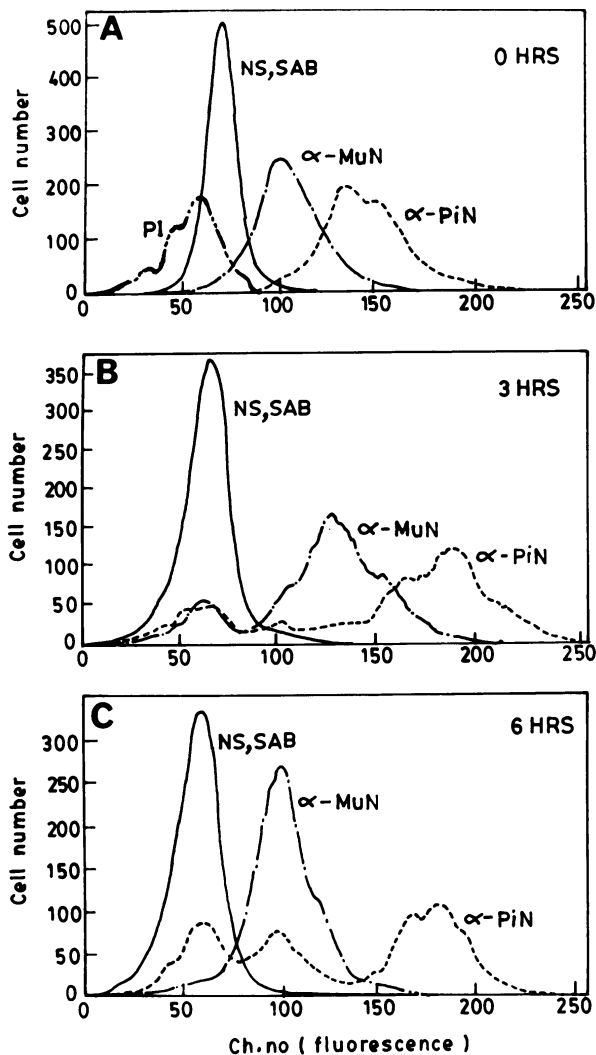 A
0 HRS
500
400
300
200
100
0
Cell number
NS,SAB
∝-MuN
∝-PiN
PI
0 50 100 150 200 250
B
3 HRS
350
300
250
200
150
100
50
0
Cell number
NS,SAB
∝-MuN
∝-PiN
0 50 100 150 200 250
C
6 HRS
300
250
200
150
100
50
0
Cell number
NS,SAB
∝-MuN
∝-PiN
50 100 150 200 250
Ch.no ( fluorescence )